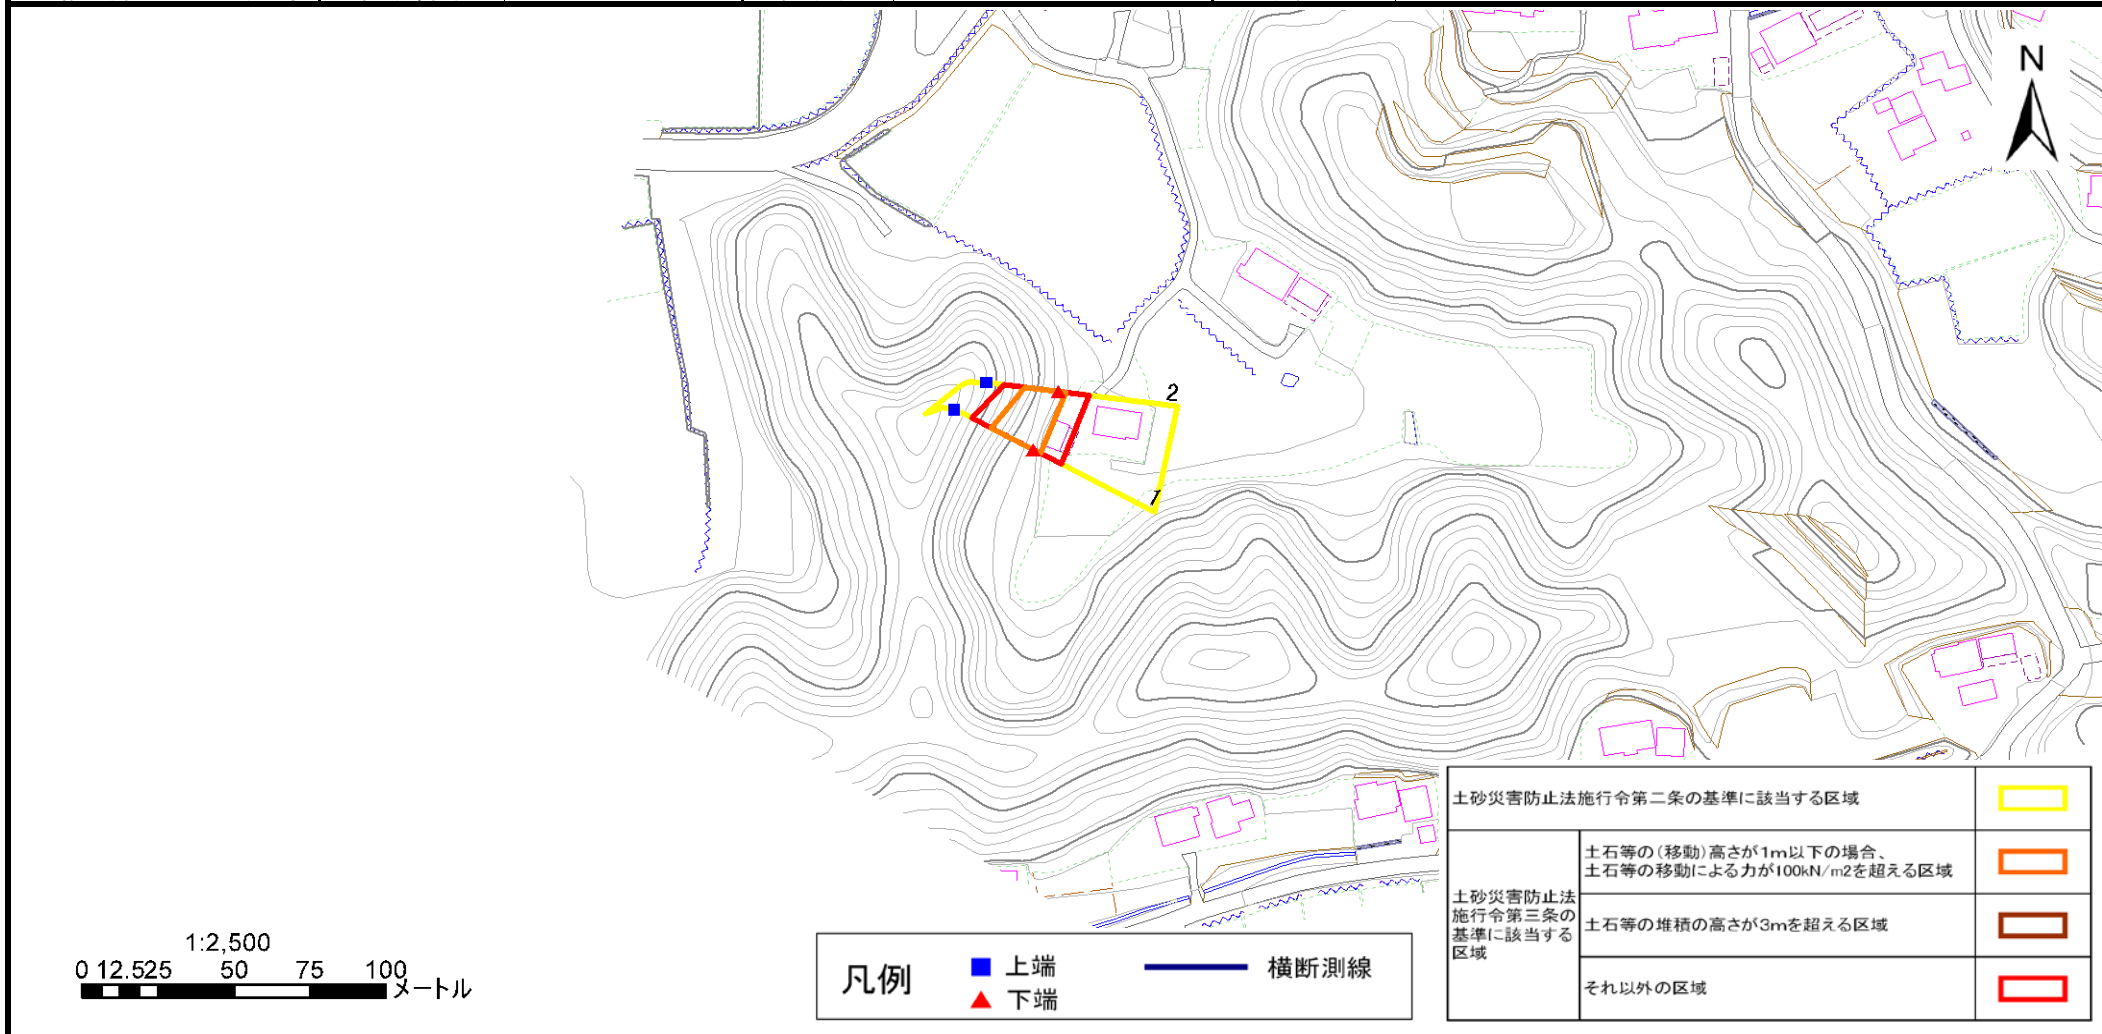 N
2
1
1:2,500
0 12.525 50 75 100
メートル
凡例
上端
下端
横断測線
土砂災害防止法施行令第二条の基準に該当する区域
土砂災害防止法
施行令第三条の
基準に該当する
区域
土石等の(移動)高さが1m以下の場合、
土石等の移動による力が100kN/m2を超える区域
土石等の堆積の高さが3mを超える区域
それ以外の区域